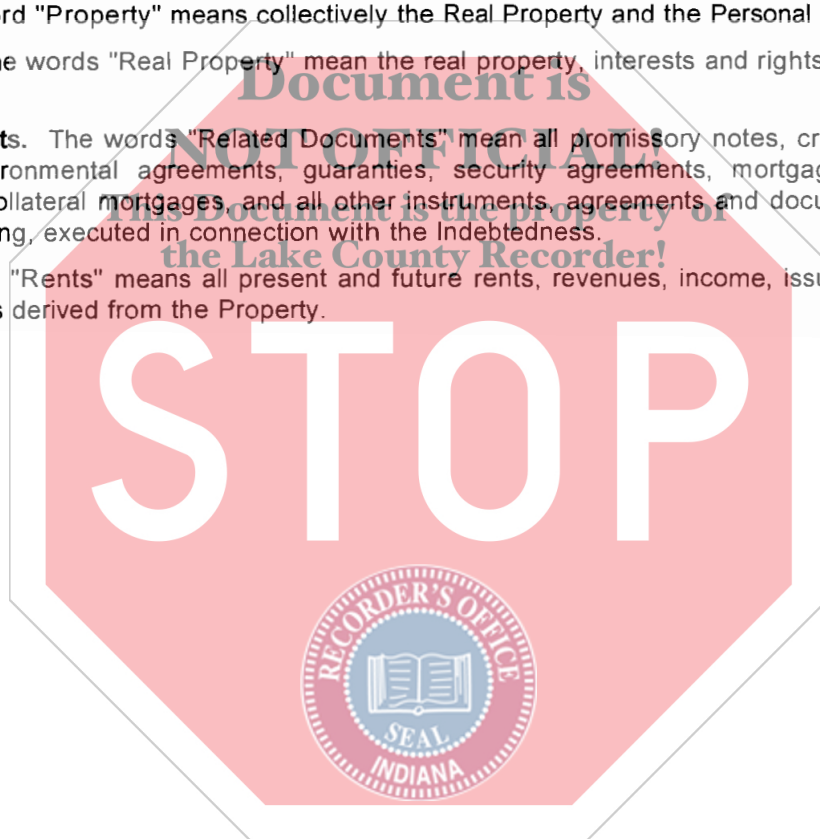 rd "Property" means collectively the Real Property and the Personal
e words "Real Property" mean the real property, interests and rights
Document is
ts. The words "Related Documents" mean all promissory notes, cr
NOT OFFICIAL!
ronmental agreements, guaranties, security agreements, mortgag
ollateral mortgages, and all other instruments, agreements and docu
This Document is the property of
ng, executed in connection with the Indebtedness.
the Lake County Recorder!
"Rents" means all present and future rents, revenues, income, issu
s derived from the Property.
STOP
RECORDER'S OFFICE
SEAL
INDIANA